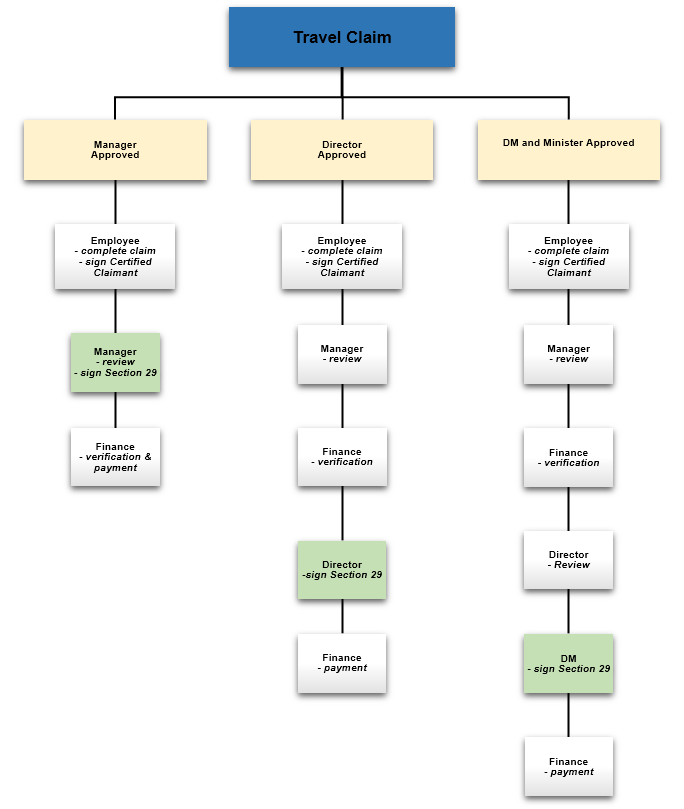 Travel Claim
Manager
Approved
Employee
- complete claim
- sign Certified
Claimant
Manager
- review
- sign Section 29
Finance
- verification &
payment
Director
Approved
Employee
- complete claim
- sign Certified
Claimant
Manager
- review
Finance
- verification
Director
-sign Section 29
Finance
- payment
DM and Minister Approved
Employee
- complete claim
- sign Certified
Claimant
Manager
- review
Finance
- verification
Director
- Review
DM
- sign Section 29
Finance
- payment